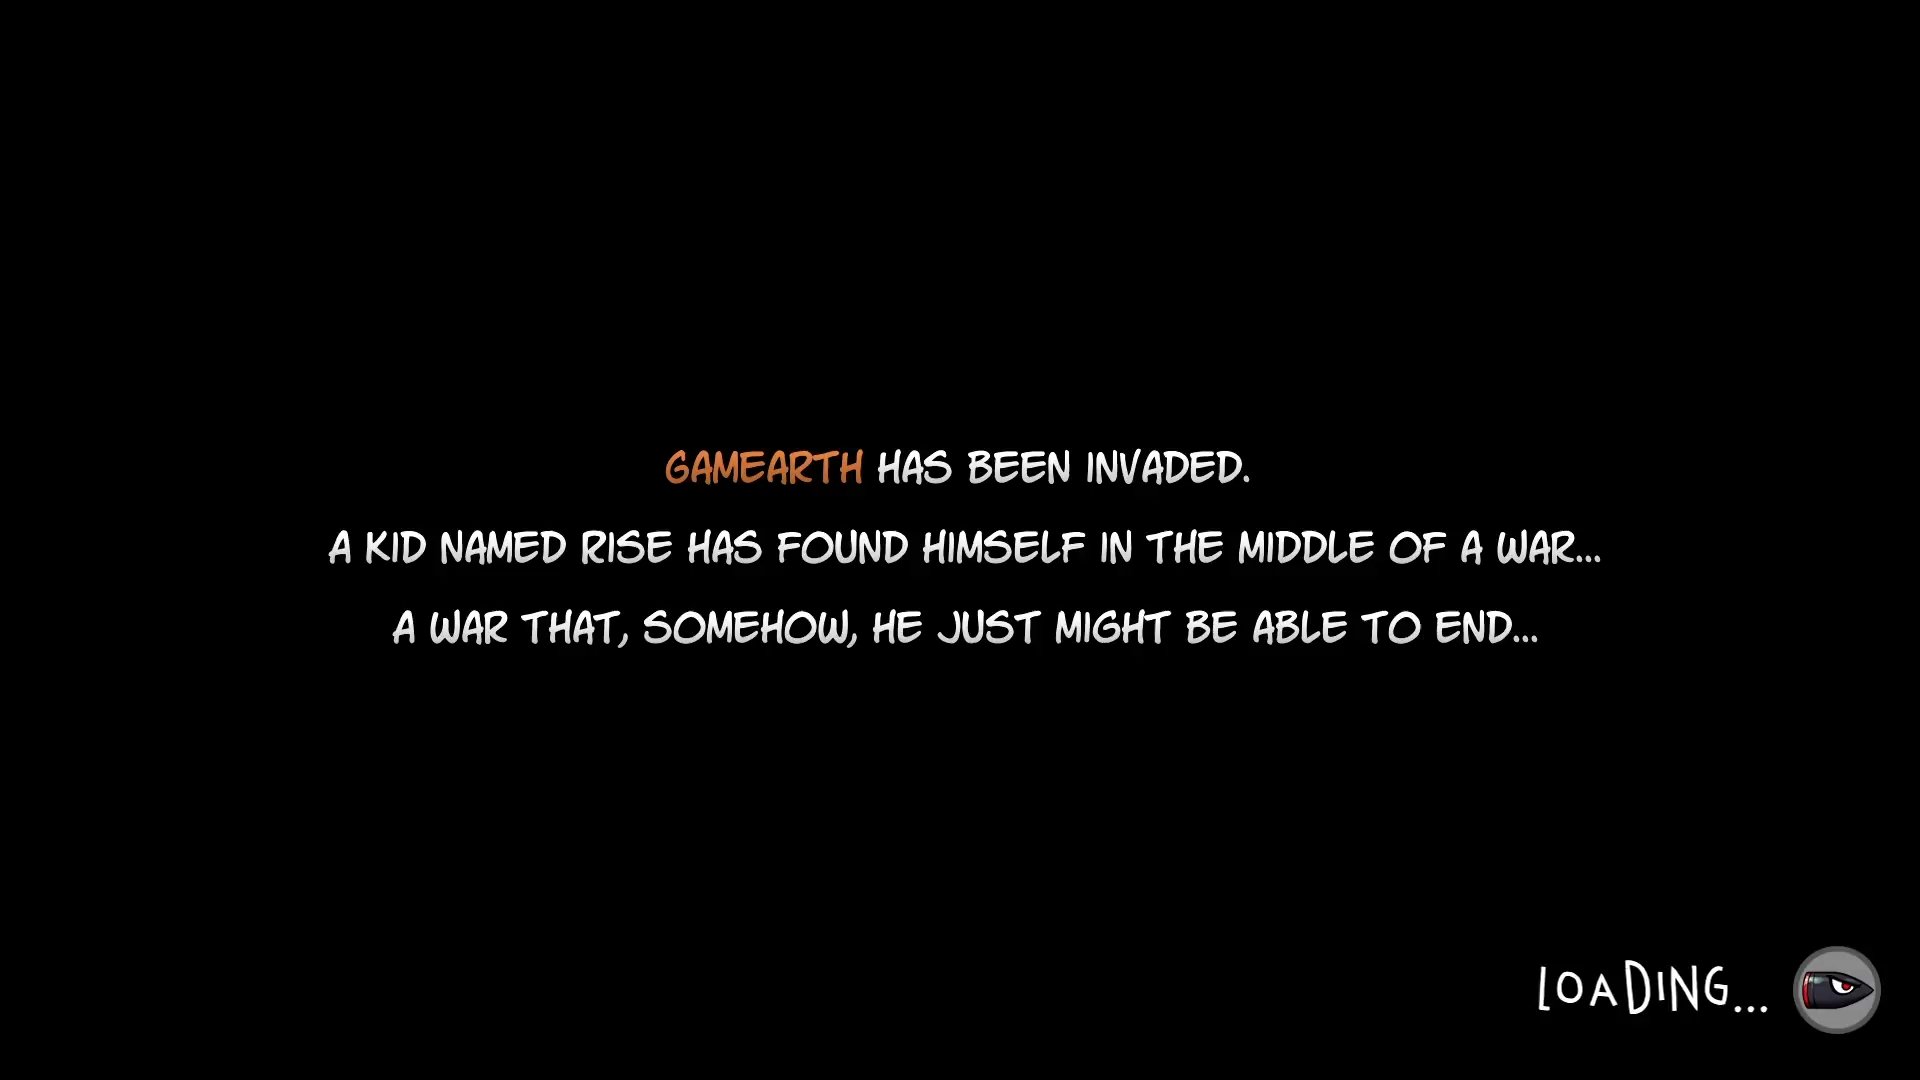 GAMEARTH HAS BEEN INVADED.
A KID NAMED RISE HAS FOUND HIMSELF IN THE MIDDLE OF A WAR...
A WAR THAT, SOMEHOW, HE JUST MIGHT BE ABLE TO END...
LOADING...